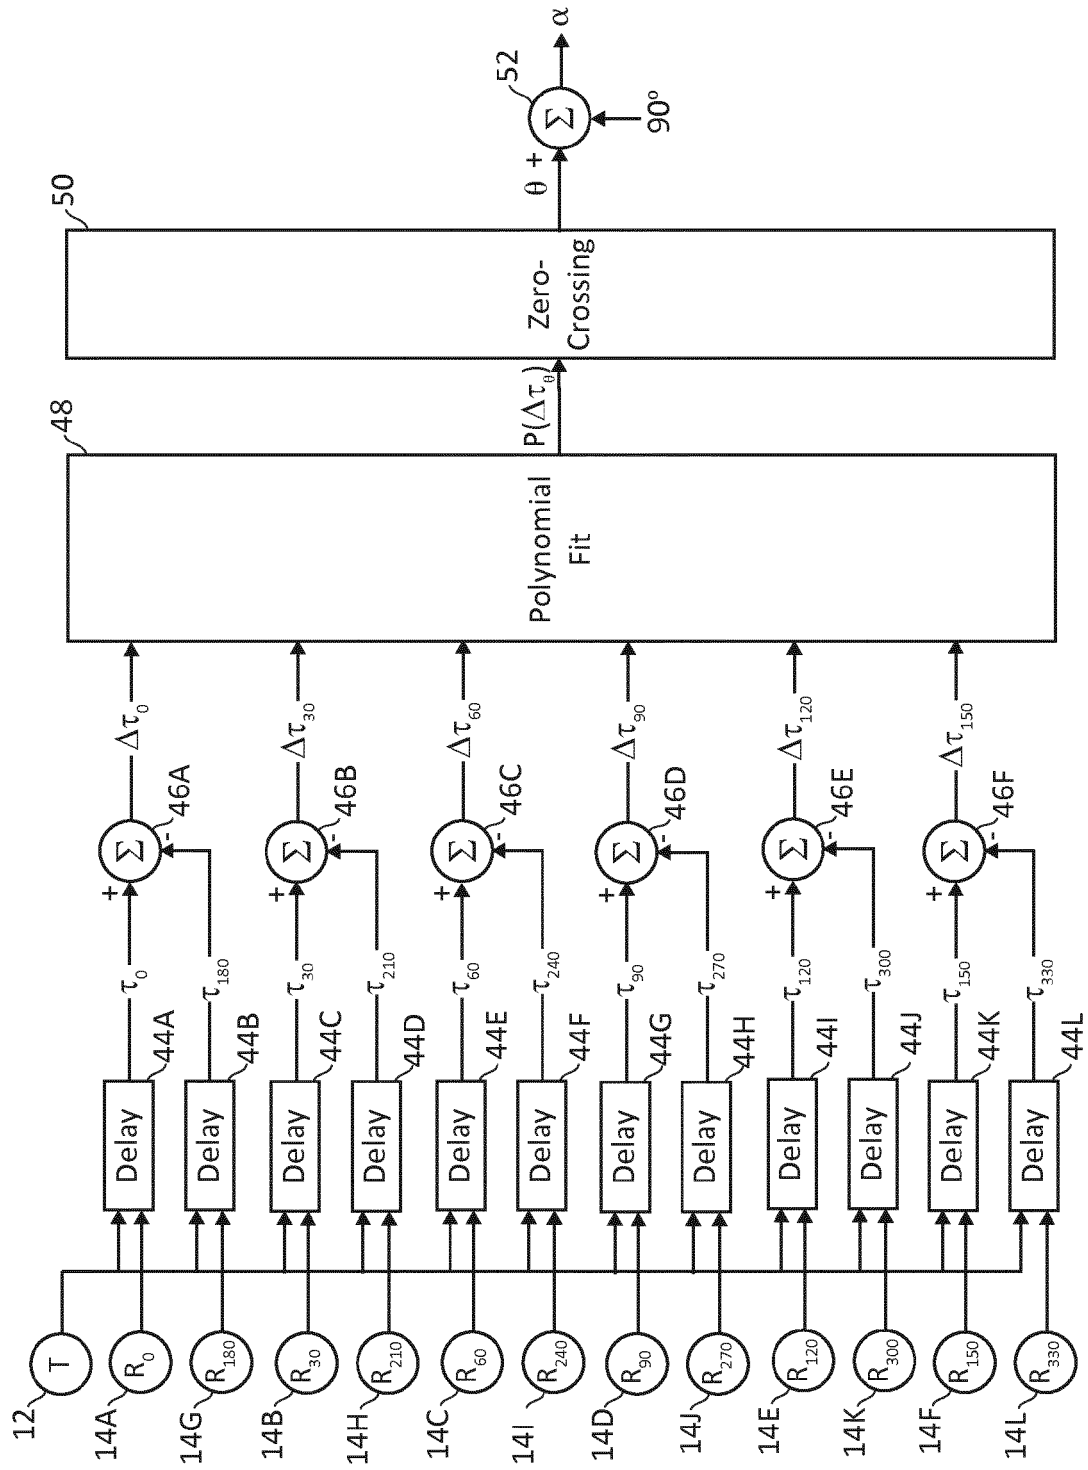 12
T
14A
R0
14G
R180
14B
R30
14H
R210
14C
R60
14I
R240
14D
R90
14J
R270
14E
R120
14K
R300
14F
R150
14L
R330
Delay
44A
Delay
44B
Delay
44C
Delay
44D
Delay
44E
Delay
44F
Delay
44G
Delay
44H
Delay
44I
Delay
44J
Delay
44K
Delay
44L
τ0
τ180
τ30
τ210
τ60
τ240
τ90
τ270
τ120
τ300
τ150
τ330
+
Σ
-
46A
+
Σ
-
46B
+
Σ
-
46C
+
Σ
-
46D
+
Σ
-
46E
+
Σ
-
46F
Δτ0
Δτ30
Δτ60
Δτ90
Δτ120
Δτ150
48
Polynomial
Fit
P(Δτθ)
50
Zero-
Crossing
θ +
52
Σ
90º
α